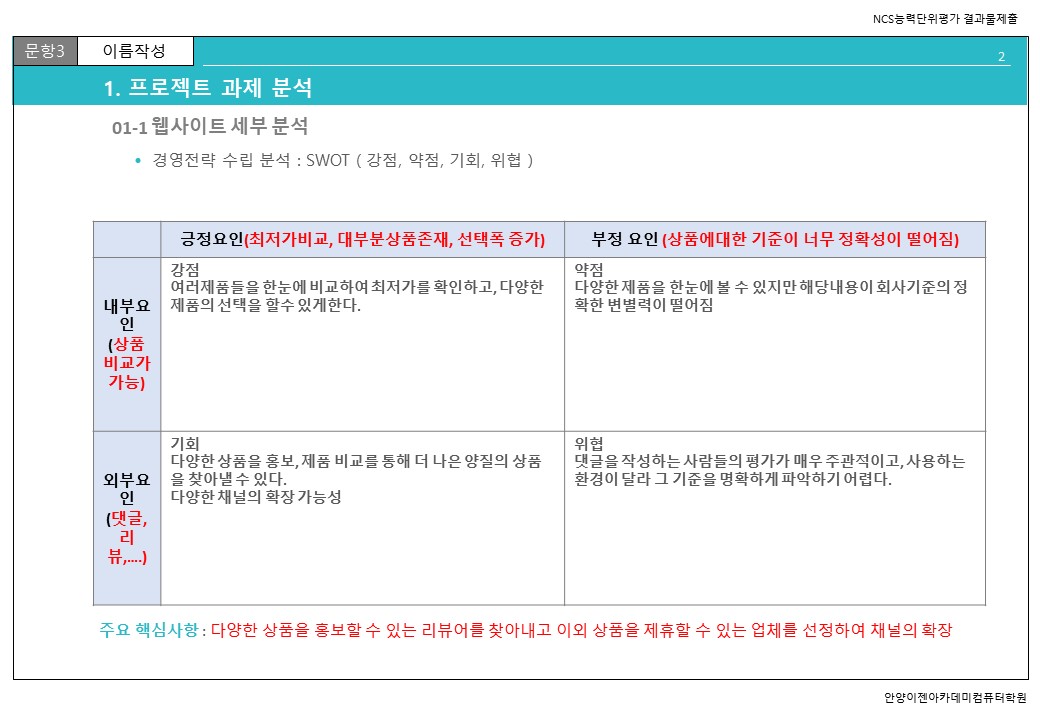 NCS능력단위평가 결과물제출
문항3
이름작성
2
1. 프로젝트 과제 분석
01-1 웹사이트 세부 분석
• 경영전략 수립 분석 : SWOT ( 강점, 약점, 기회, 위협 )
긍정요인(최저가비교, 대부분상품존재, 선택폭 증가)
부정 요인 (상품에대한 기준이 너무 정확성이 떨어짐)
내부요
인
(상품
비교가
가능)
강점
여러제품들을 한눈에 비교하여 최저가를 확인하고, 다양한
제품의 선택을 할수 있게한다.
약점
다양한 제품을 한눈에 볼 수 있지만 해당내용이 회사기준의 정
확한 변별력이 떨어짐
외부요
인
(댓글,
리
뷰,....)
기회
다양한 상품을 홍보, 제품 비교를 통해 더 나은 양질의 상품
을 찾아낼 수 있다.
다양한 채널의 확장 가능성
위협
댓글을 작성하는 사람들의 평가가 매우 주관적이고, 사용하는
환경이 달라 그 기준을 명확하게 파악하기 어렵다.
주요 핵심사항 : 다양한 상품을 홍보할 수 있는 리뷰어를 찾아내고 이외 상품을 제휴할 수 있는 업체를 선정하여 채널의 확장
안양이젠아카데미컴퓨터학원